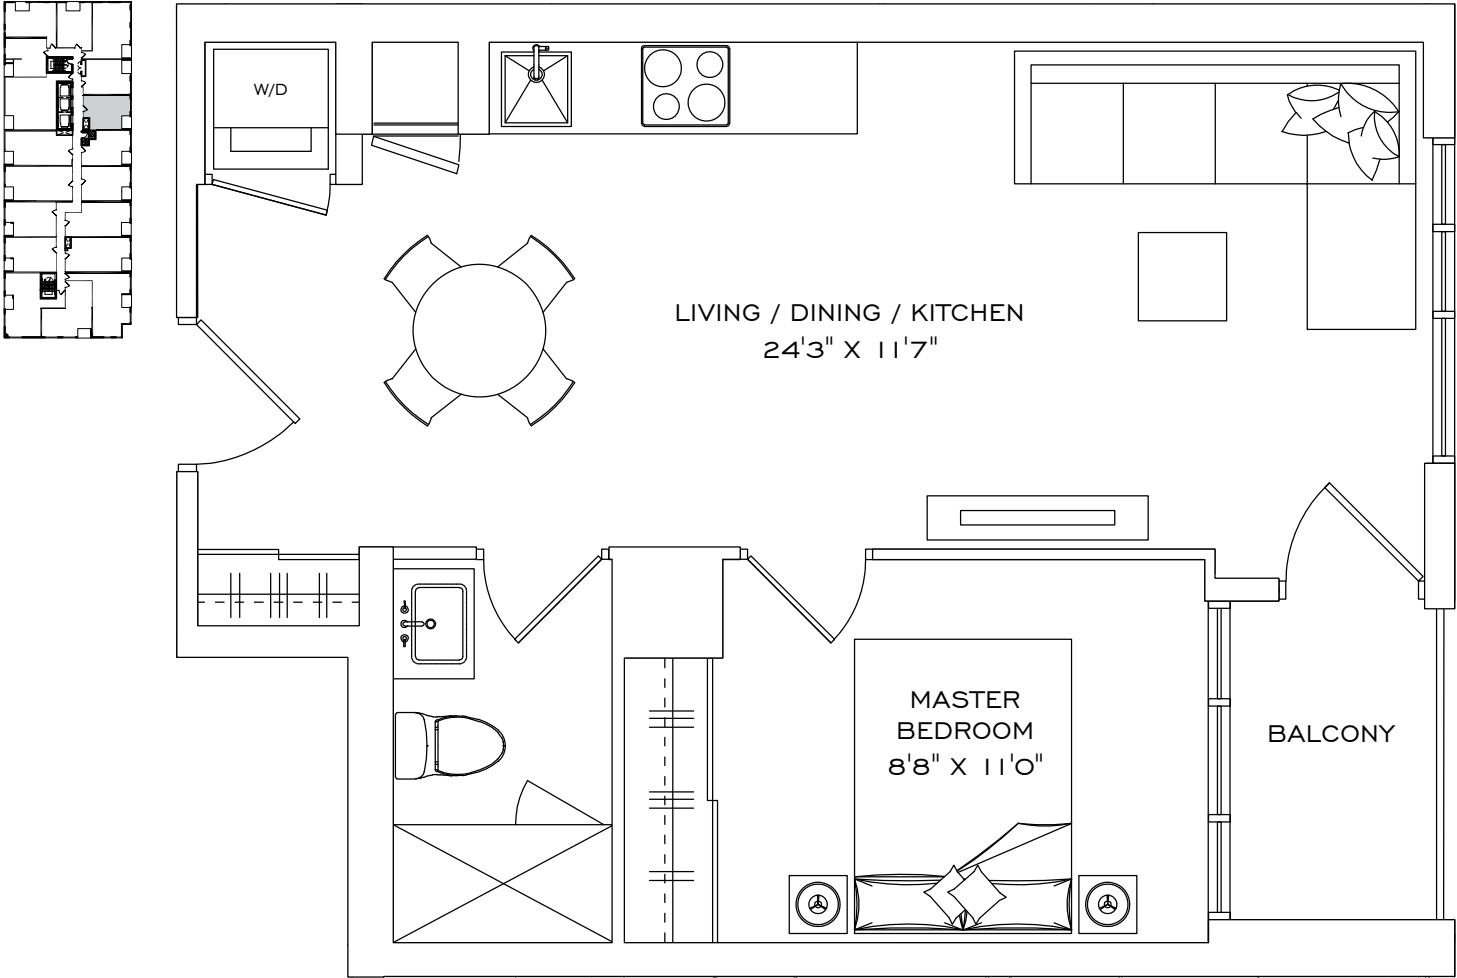 W/D
LIVING / DINING / KITCHEN
24'3" X 11'7"
MASTER
BEDROOM
8'8" X 11'0"
BALCONY